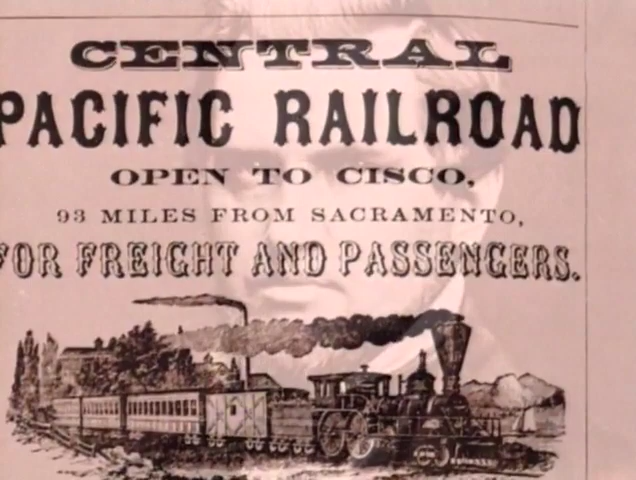 CENTRAL
PACIFIC RAILROAD
OPEN TO CISCO,
93 MILES FROM SACRAMENTO,
FOR FREIGHT AND PASSENGERS.